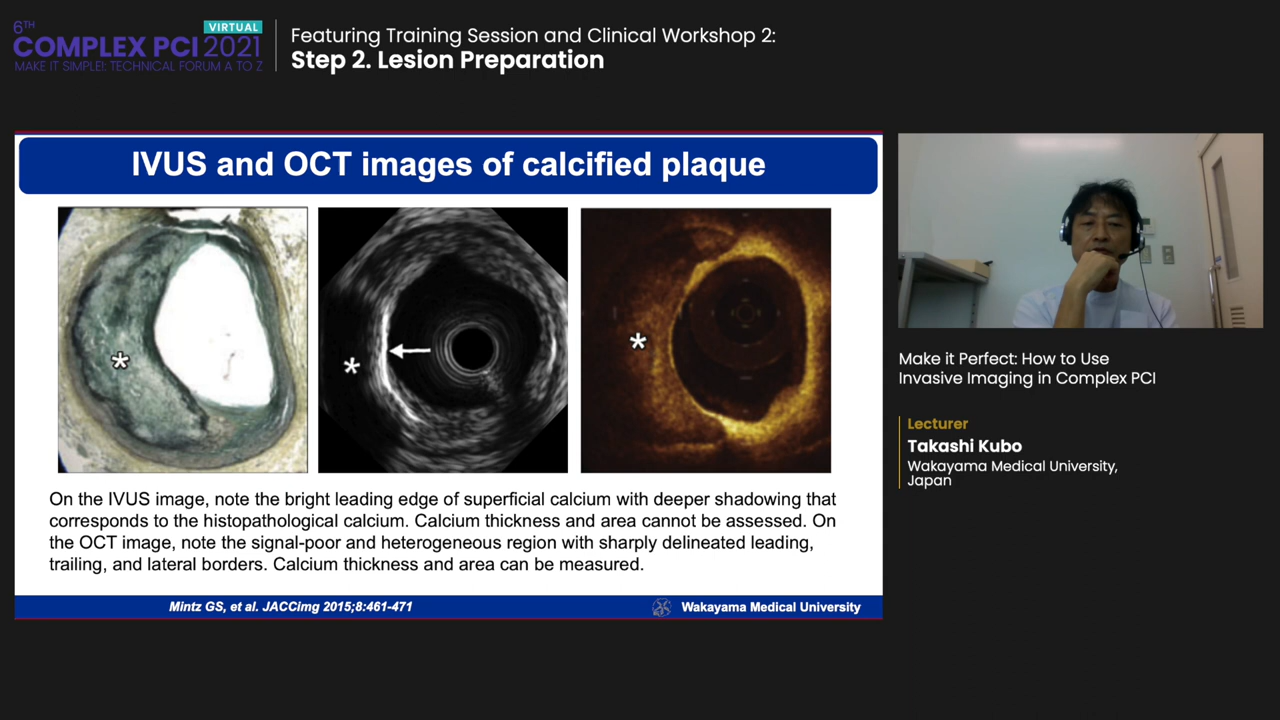 6TH
VIRTUAL
COMPLEX PCI 2021
MAKE IT SIMPLE!: TECHNICAL FORUM A TO Z
Featuring Training Session and Clinical Workshop 2:
Step 2. Lesion Preparation
IVUS and OCT images of calcified plaque
*
*
*
On the IVUS image, note the bright leading edge of superficial calcium with deeper shadowing that
corresponds to the histopathological calcium. Calcium thickness and area cannot be assessed. On
the OCT image, note the signal-poor and heterogeneous region with sharply delineated leading,
trailing, and lateral borders. Calcium thickness and area can be measured.
Mintz GS, et al. JACCimg 2015;8:461-471
Wakayama Medical University
Make it Perfect: How to Use
Invasive Imaging in Complex PCI
Lecturer
Takashi Kubo
Wakayama Medical University,
Japan